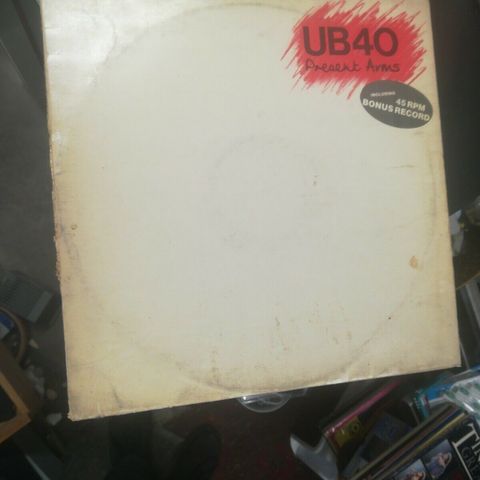 UB40
Present Arms
INCLUDING
45 RPM
BONUS RECORD